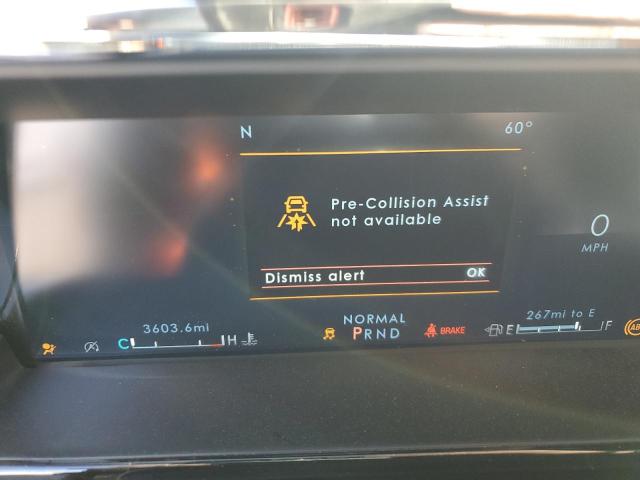 N 60°
Pre-Collision Assist
not available
0
MPH
Dismiss alert OK
3603.6mi NORMAL 267mi to E
C H PRND BRAKE E F